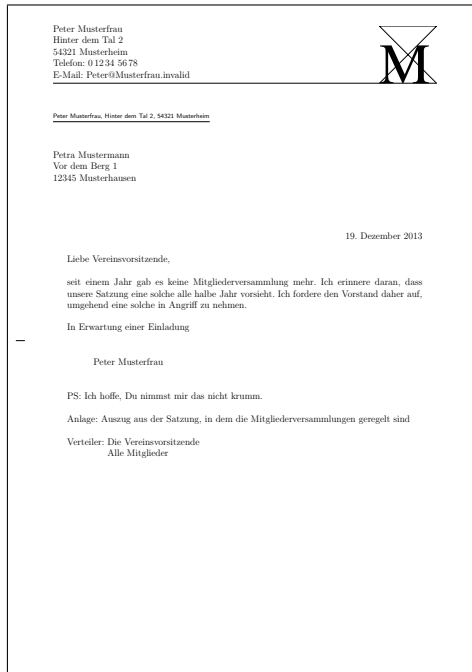 Peter Musterfrau
Hinter dem Tal 2
54321 Musterheim
Telefon: 0 12 34 56 78
E-Mail: Peter@Musterfrau.invalid
M
Peter Musterfrau, Hinter dem Tal 2, 54321 Musterheim
Petra Mustermann
Vor dem Berg 1
12345 Musterhausen
19. Dezember 2013
Liebe Vereinsvorsitzende,
seit einem Jahr gab es keine Mitgliederversammlung mehr. Ich erinnere daran, dass
unsere Satzung eine solche alle halbe Jahr vorsieht. Ich fordere den Vorstand daher auf,
umgehend eine solche in Angriff zu nehmen.
In Erwartung einer Einladung
Peter Musterfrau
PS: Ich hoffe, Du nimmst mir das nicht krumm.
Anlage: Auszug aus der Satzung, in dem die Mitgliederversammlungen geregelt sind
Verteiler: Die Vereinsvorsitzende
Alle Mitglieder